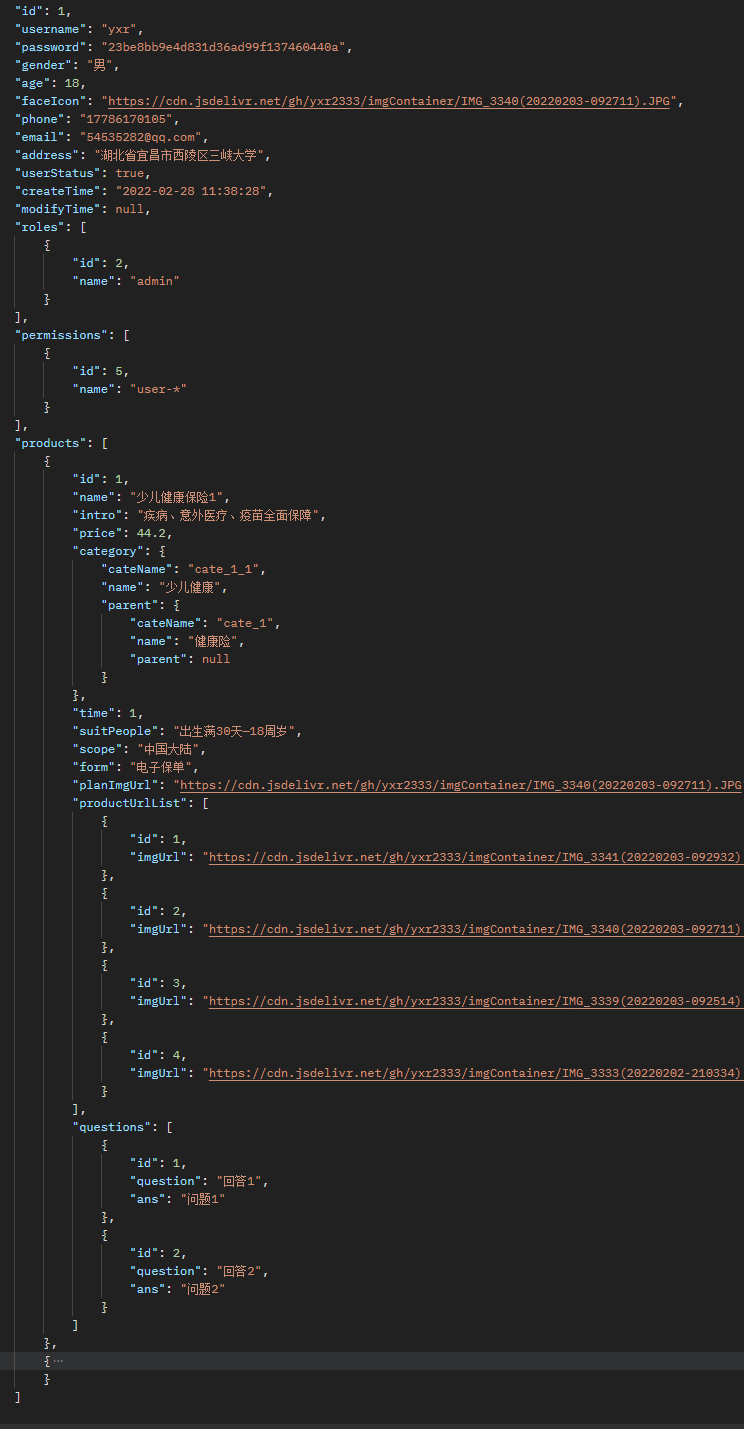 "id": 1,
"username": "yxr",
"password": "23be8bb9e4d831d36ad99f137460440a",
"gender": "男",
"age": 18,
"faceIcon": "https://cdn.jsdelivr.net/gh/yxr2333/imgContainer/IMG_3340(20220203-092711).JPG",
"phone": "17786170105",
"email": "54535282@qq.com",
"address": "湖北省宜昌市西陵区三峡大学",
"userStatus": true,
"createTime": "2022-02-28 11:38:28",
"modifyTime": null,
"roles": [
{
"id": 2,
"name": "admin"
}
],
"permissions": [
{
"id": 5,
"name": "user-*"
}
],
"products": [
{
"id": 1,
"name": "少儿健康保险1",
"intro": "疾病、意外医疗、疫苗全面保障",
"price": 44.2,
"category": {
"cateName": "cate_1_1",
"name": "少儿健康",
"parent": {
"cateName": "cate_1",
"name": "健康险",
"parent": null
}
},
"time": 1,
"suitPeople": "出生满30天—18周岁",
"scope": "中国大陆",
"form": "电子保单",
"planImgUrl": "https://cdn.jsdelivr.net/gh/yxr2333/imgContainer/IMG_3340(20220203-092711).JPG
"productUrlList": [
{
"id": 1,
"imgUrl": "https://cdn.jsdelivr.net/gh/yxr2333/imgContainer/IMG_3341(20220203-092932)
},
{
"id": 2,
"imgUrl": "https://cdn.jsdelivr.net/gh/yxr2333/imgContainer/IMG_3340(20220203-092711)
},
{
"id": 3,
"imgUrl": "https://cdn.jsdelivr.net/gh/yxr2333/imgContainer/IMG_3339(20220203-092514)
},
{
"id": 4,
"imgUrl": "https://cdn.jsdelivr.net/gh/yxr2333/imgContainer/IMG_3333(20220202-210334)
}
],
"questions": [
{
"id": 1,
"question": "回答1",
"ans": "问题1"
},
{
"id": 2,
"question": "回答2",
"ans": "问题2"
}
]
},
{…
}
]